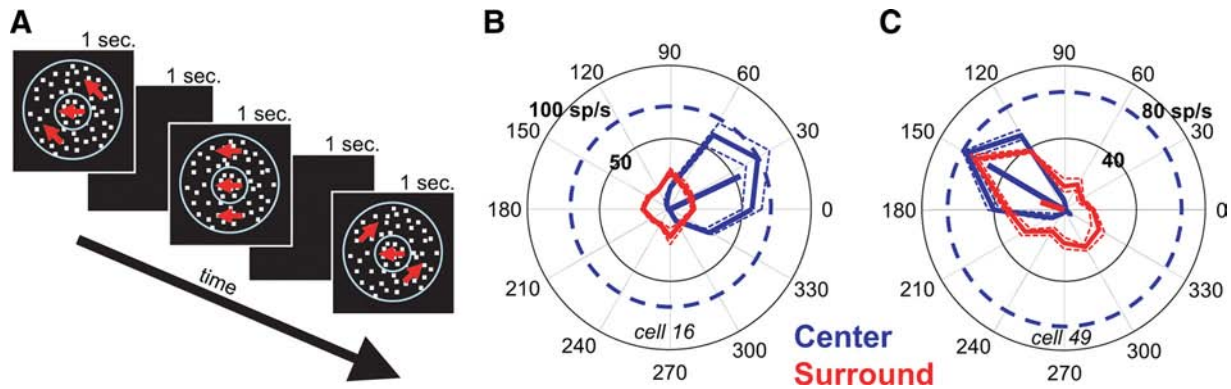 A
1 sec.
1 sec.
1 sec.
1 sec.
1 sec.
time
B
90
120
60
100 sp/s
150
30
50
180
0
210
330
cell 16
240
300
270
Center
Surround
C
90
120
60
80 sp/s
150
30
40
180
0
210
330
cell 49
240
300
270